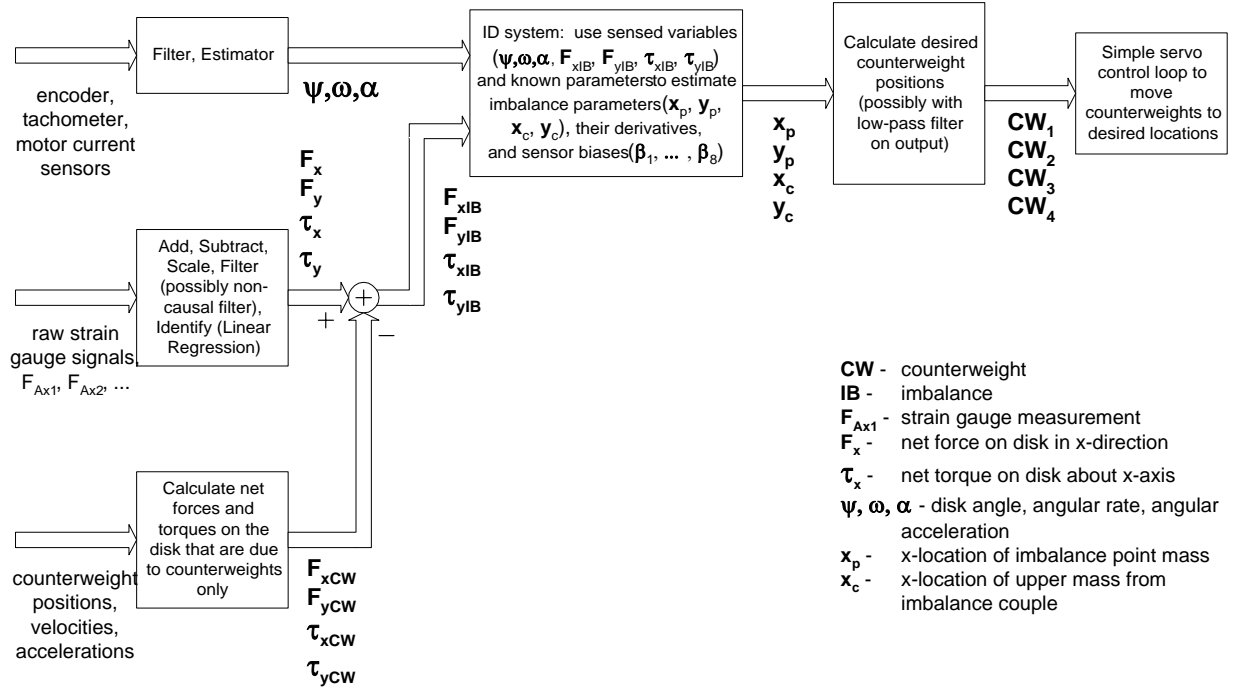 Filter, Estimator
encoder,
tachometer,
motor current
sensors
ψ,ω,α
ID system: use sensed variables
(ψ,ω,α, F_xIB, F_yIB, τ_xIB, τ_yIB)
and known parameters to estimate
imbalance parameters(x_p, y_p,
x_c, y_c), their derivatives,
and sensor biases(β_1, ... , β_8)
x_p
y_p
x_c
y_c
Calculate desired
counterweight
positions
(possibly with
low-pass filter
on output)
CW_1
CW_2
CW_3
CW_4
Simple servo
control loop to
move
counterweights to
desired locations
F_x
F_y
τ_x
τ_y
F_xIB
F_yIB
τ_xIB
τ_yIB
Add, Subtract,
Scale, Filter
(possibly non-
causal filter),
Identify (Linear
Regression)
raw strain
gauge signals,
F_Ax1, F_Ax2, ...
+
+
−
Calculate net
forces and
torques on the
disk that are due
to counterweights
only
counterweight
positions,
velocities,
accelerations
F_xCW
F_yCW
τ_xCW
τ_yCW
CW - counterweight
IB - imbalance
F_Ax1 - strain gauge measurement
F_x - net force on disk in x-direction
τ_x - net torque on disk about x-axis
ψ, ω, α - disk angle, angular rate, angular
acceleration
x_p - x-location of imbalance point mass
x_c - x-location of upper mass from
imbalance couple